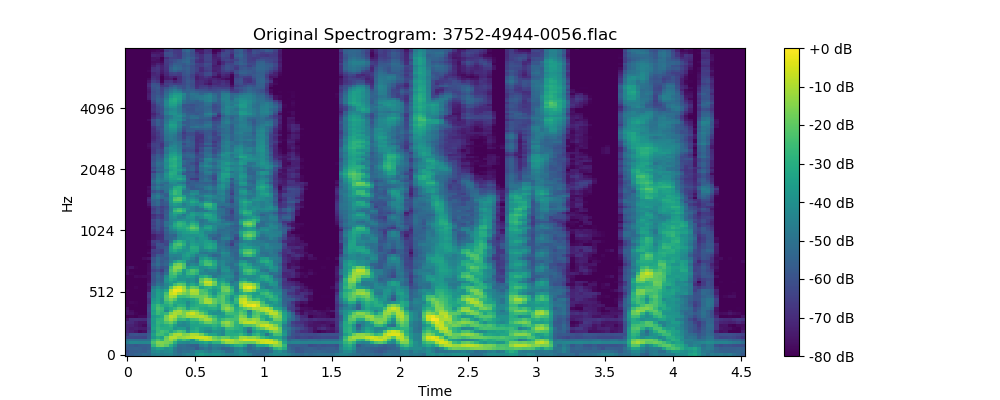 Original Spectrogram: 3752-4944-0056.flac
+0 dB
-10 dB
-20 dB
-30 dB
-40 dB
-50 dB
-60 dB
-70 dB
-80 dB
Hz
4096
2048
1024
512
0
0 0.5 1 1.5 2 2.5 3 3.5 4 4.5
Time